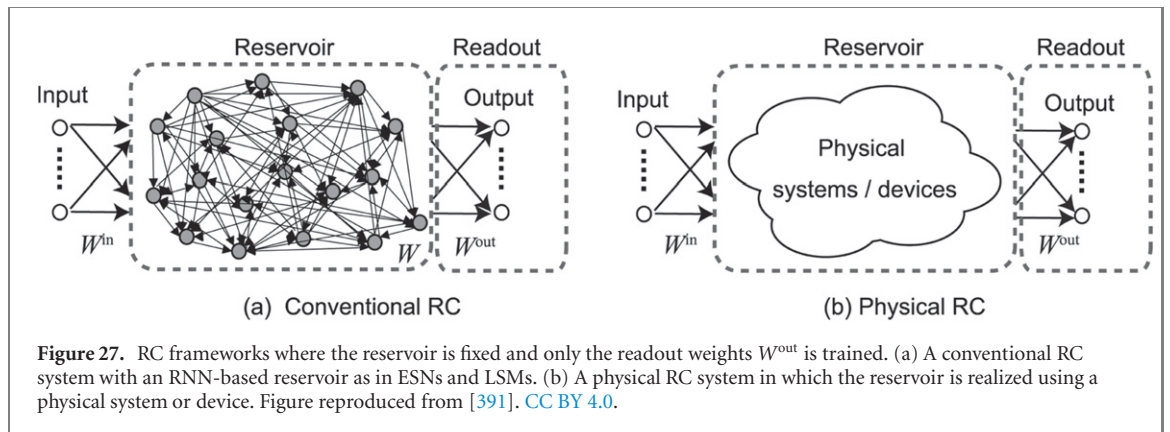 Reservoir
Readout
Input
Output
W^in
W
W^out
(a) Conventional RC
Reservoir
Readout
Input
Output
Physical
systems / devices
W^in
W^out
(b) Physical RC
Figure 27. RC frameworks where the reservoir is fixed and only the readout weights W^out is trained. (a) A conventional RC
system with an RNN-based reservoir as in ESNs and LSMs. (b) A physical RC system in which the reservoir is realized using a
physical system or device. Figure reproduced from [391]. CC BY 4.0.